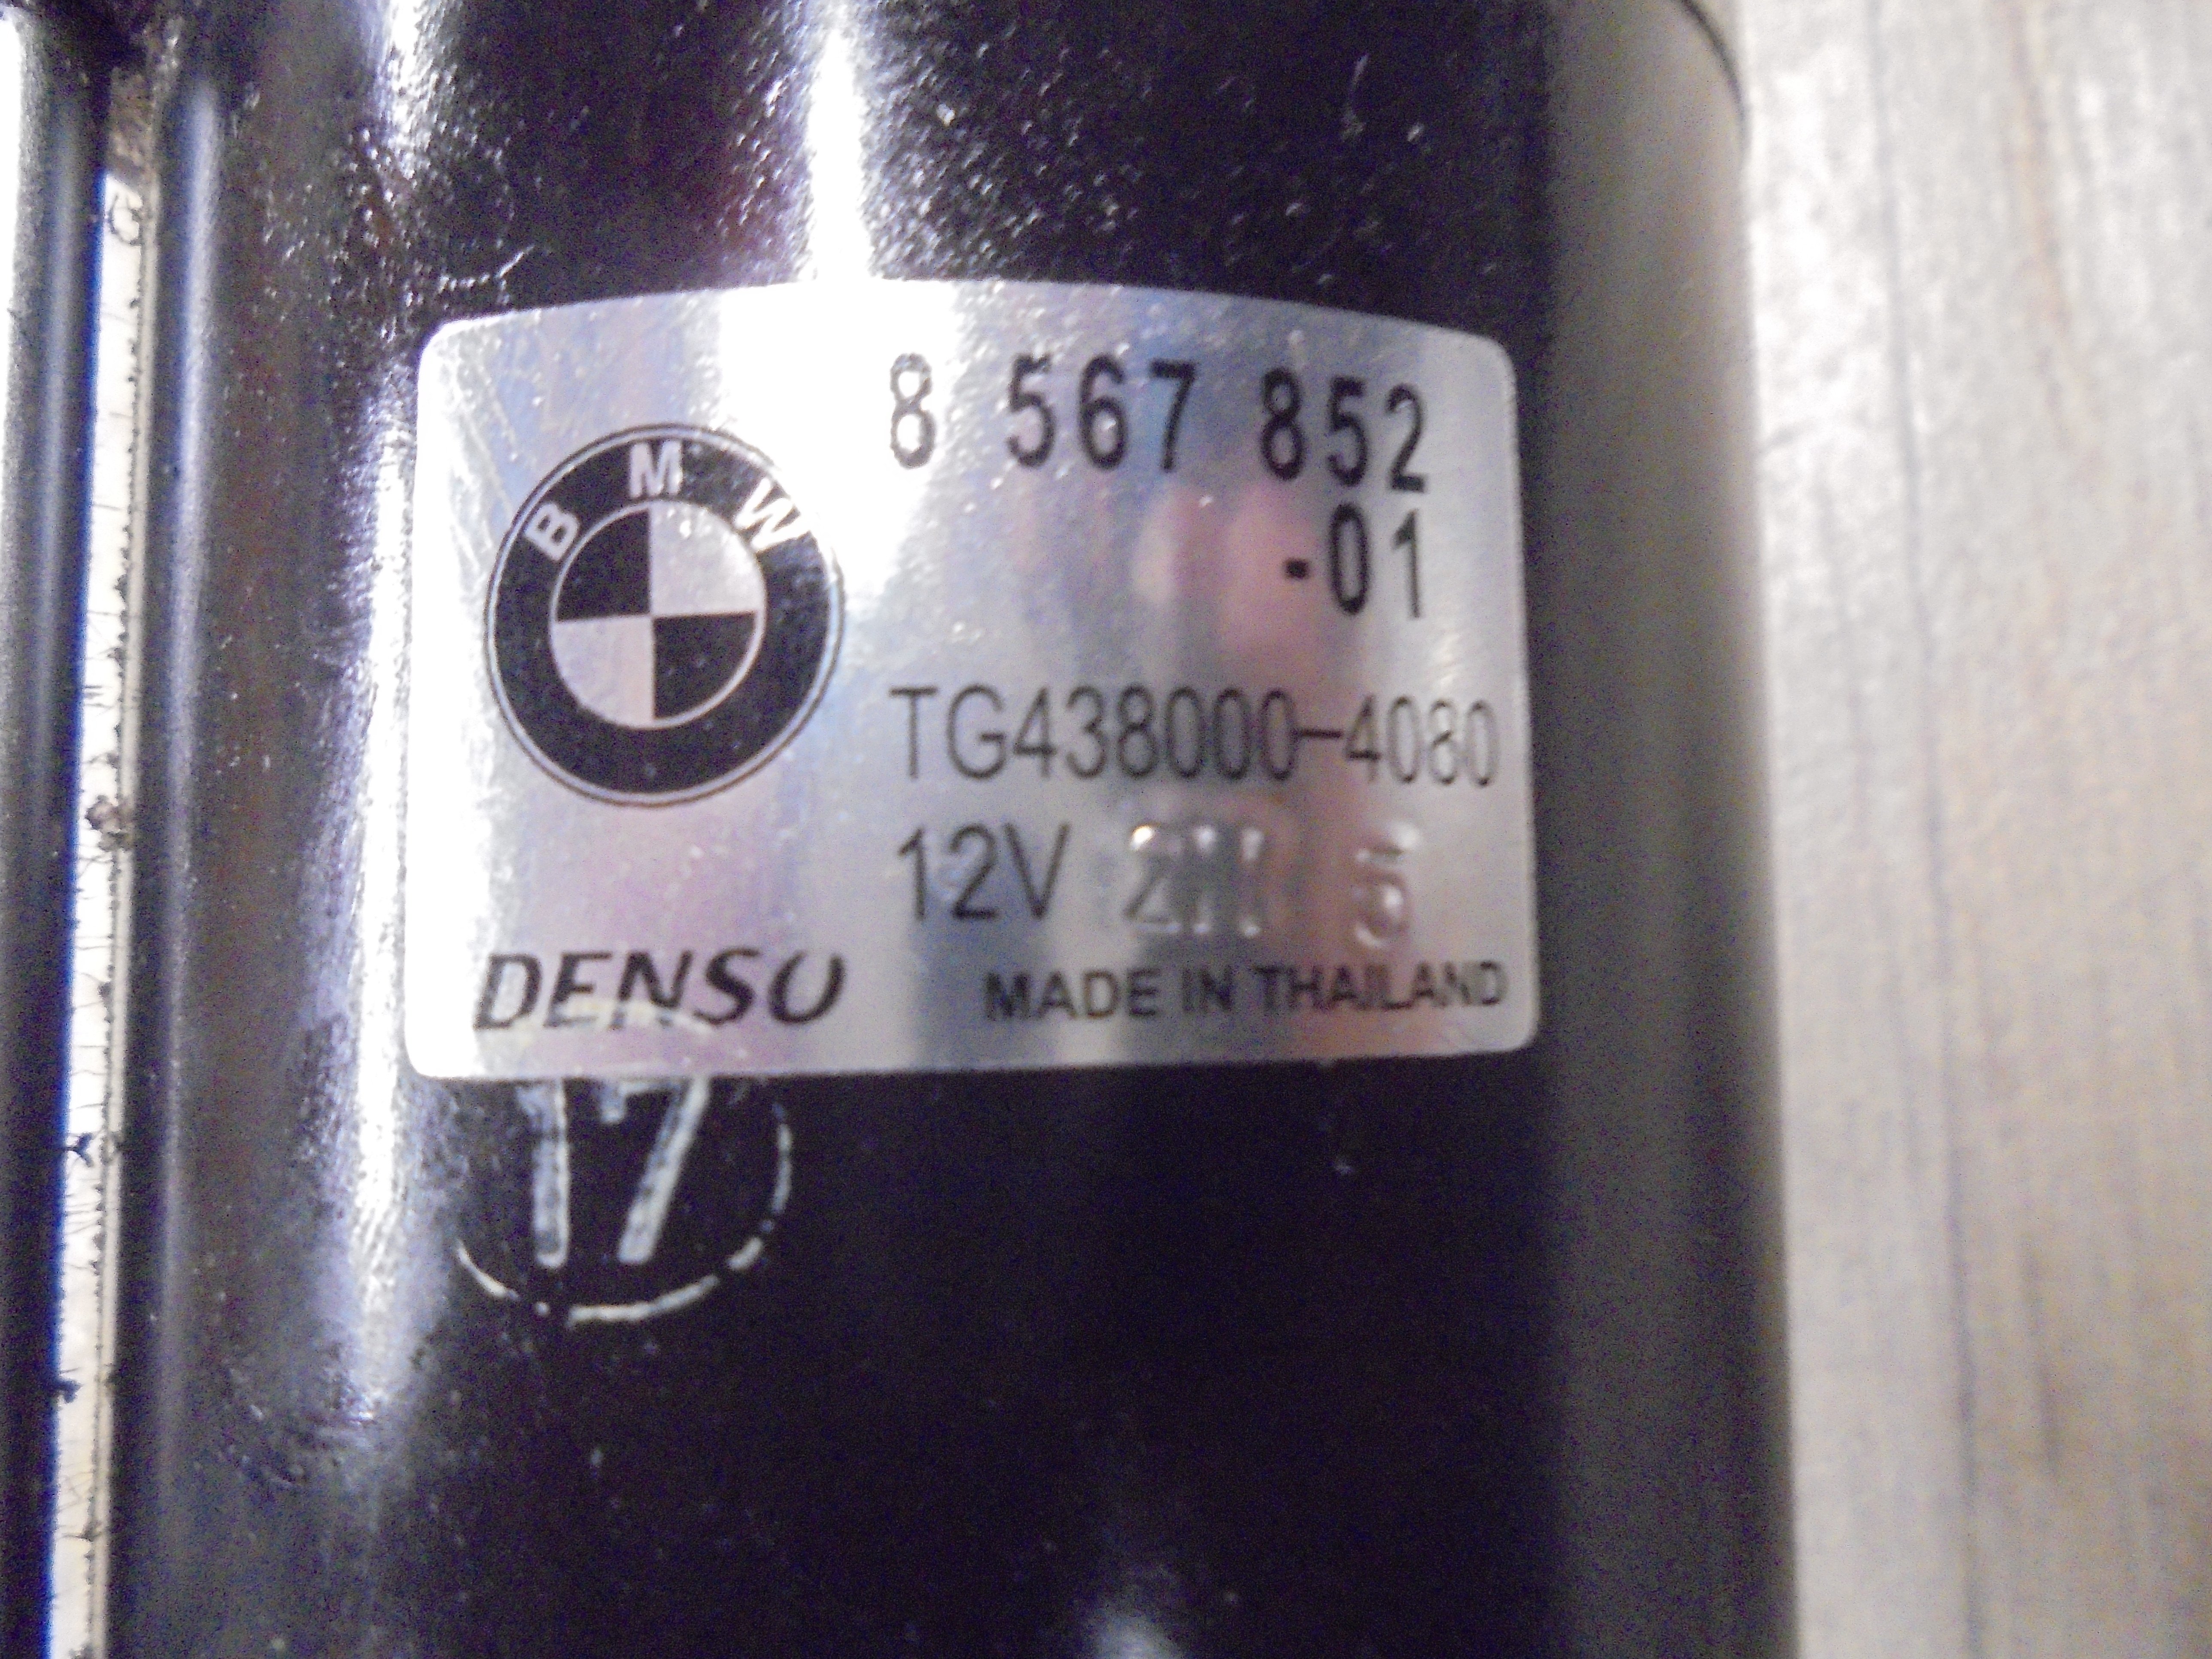 BMW
8 567 852
-01
TG438000-4080
12V
DENSO
MADE IN THAILAND
17